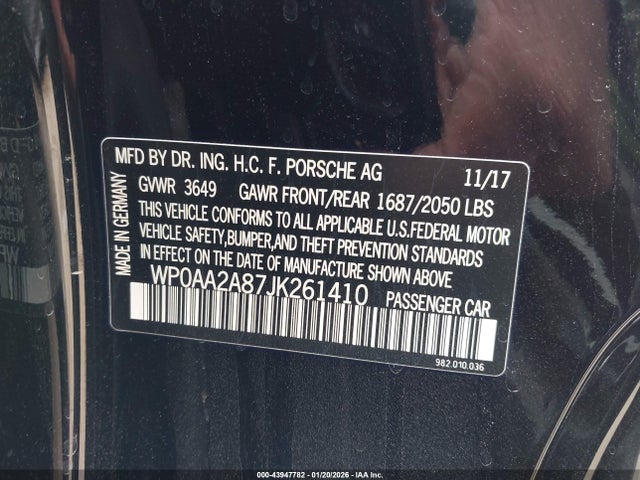 MFD BY DR. ING. H.C. F. PORSCHE AG 11/17
MADE IN GERMANY
GVWR 3649 GAWR FRONT/REAR 1687/2050 LBS
THIS VEHICLE CONFORMS TO ALL APPLICABLE U.S.FEDERAL MOTOR
VEHICLE SAFETY,BUMPER,AND THEFT PREVENTION STANDARDS
IN EFFECT ON THE DATE OF MANUFACTURE SHOWN ABOVE
WP0AA2A87JK261410 PASSENGER CAR
982.010.036
000-43947782 - 01/20/2026 - IAA Inc.